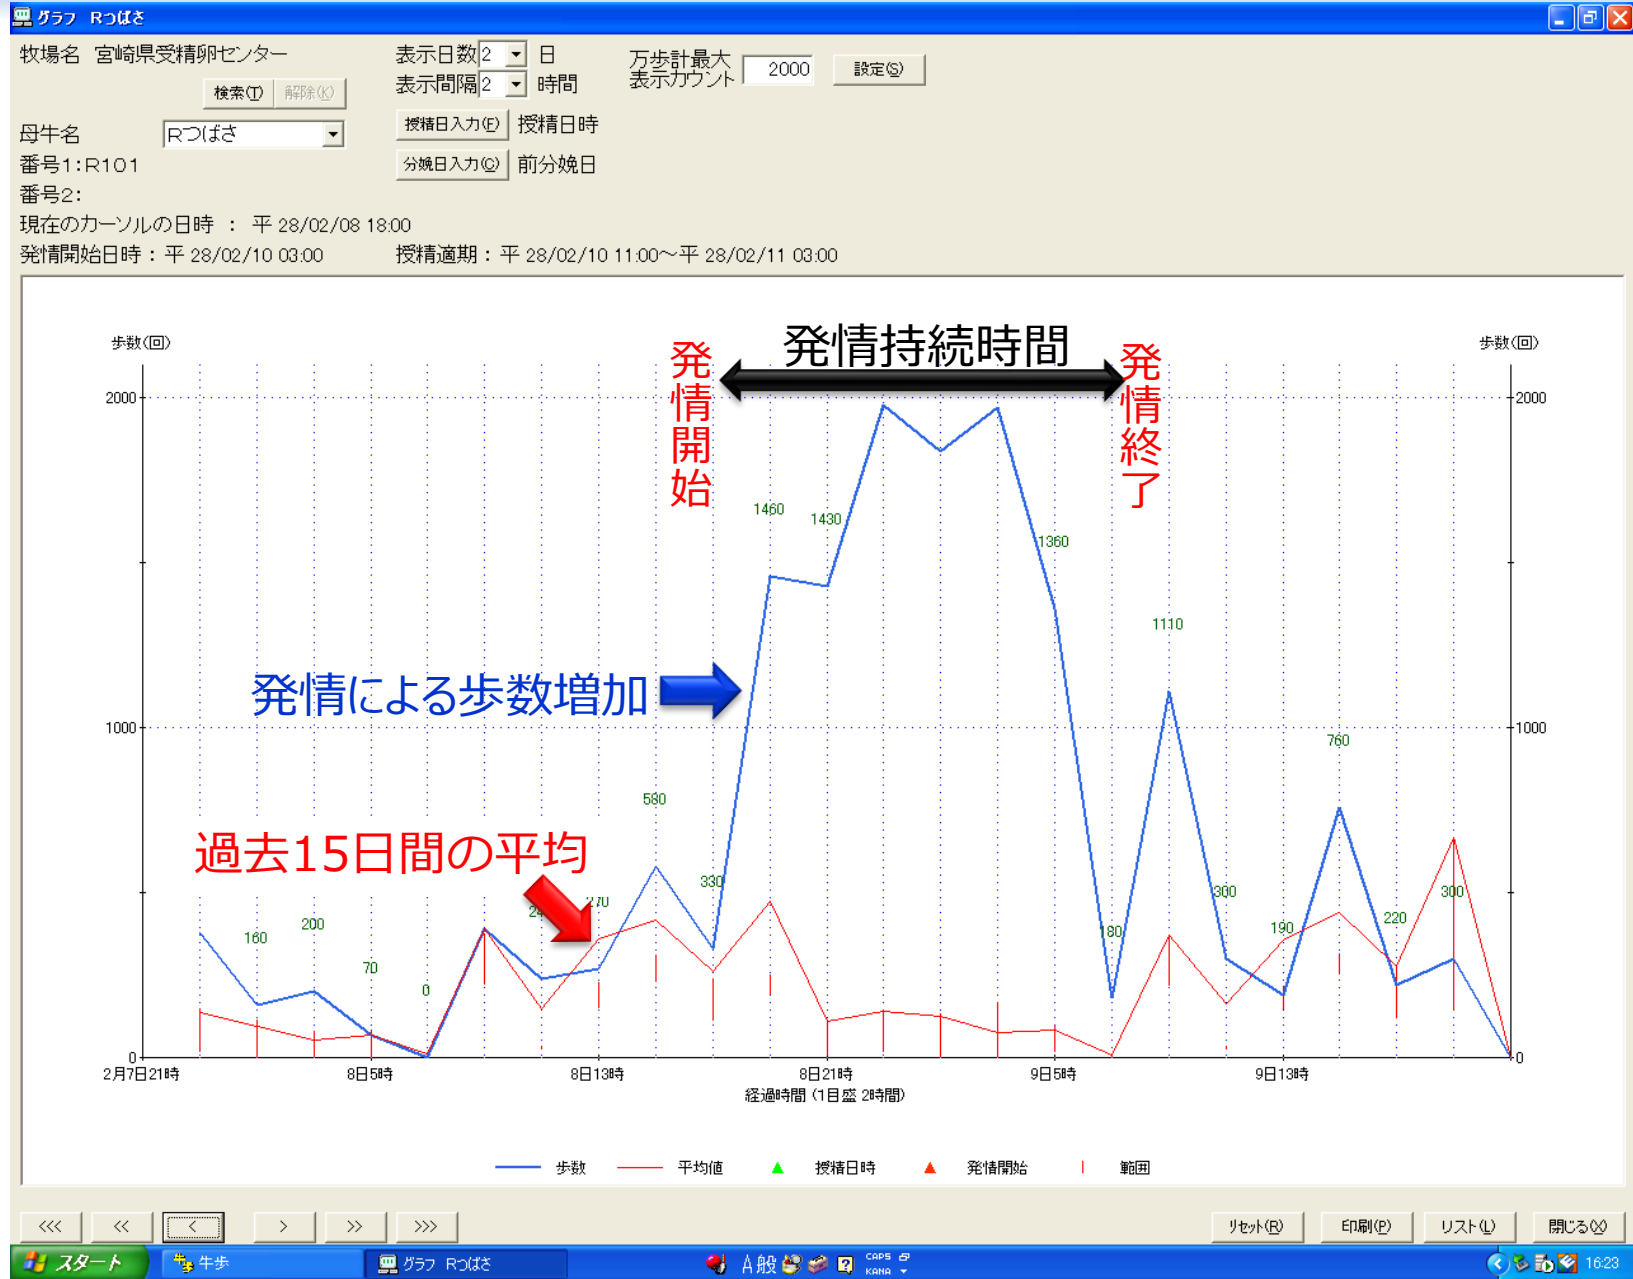 グラフ Rつばさ
牧場名 宮崎県受精卵センター
表示日数 2 日
表示間隔 2 時間
万歩計最大
表示カウント 2000 設定(S)
検索(T) 解除(K)
母牛名 Rつばさ
授精日入力(F) 授精日時
番号1:R101
分娩日入力(C) 前分娩日
番号2:
現在のカーソルの日時 : 平 28/02/08 18:00
発情開始日時:平 28/02/10 03:00 授精適期:平 28/02/10 11:00~平 28/02/11 03:00
歩数(回)
歩数(回)
発情開始
発情持続時間
発情終了
2000
2000
1460
1430
1360
1110
発情による歩数増加
1000
1000
760
580
過去15日間の平均
330
300
300
270
200
190
220
180
160
70
0
0
0
2月7日21時
8日5時
8日13時
8日21時
9日5時
9日13時
経過時間 (1目盛 2時間)
歩数 平均値 授精日時 発情開始 範囲
<<< << < > >> >>>
リセット(R) 印刷(P) リスト(L) 閉じる(X)
スタート 牛歩 グラフ Rつばさ A 般 CAPS KANA 16:23